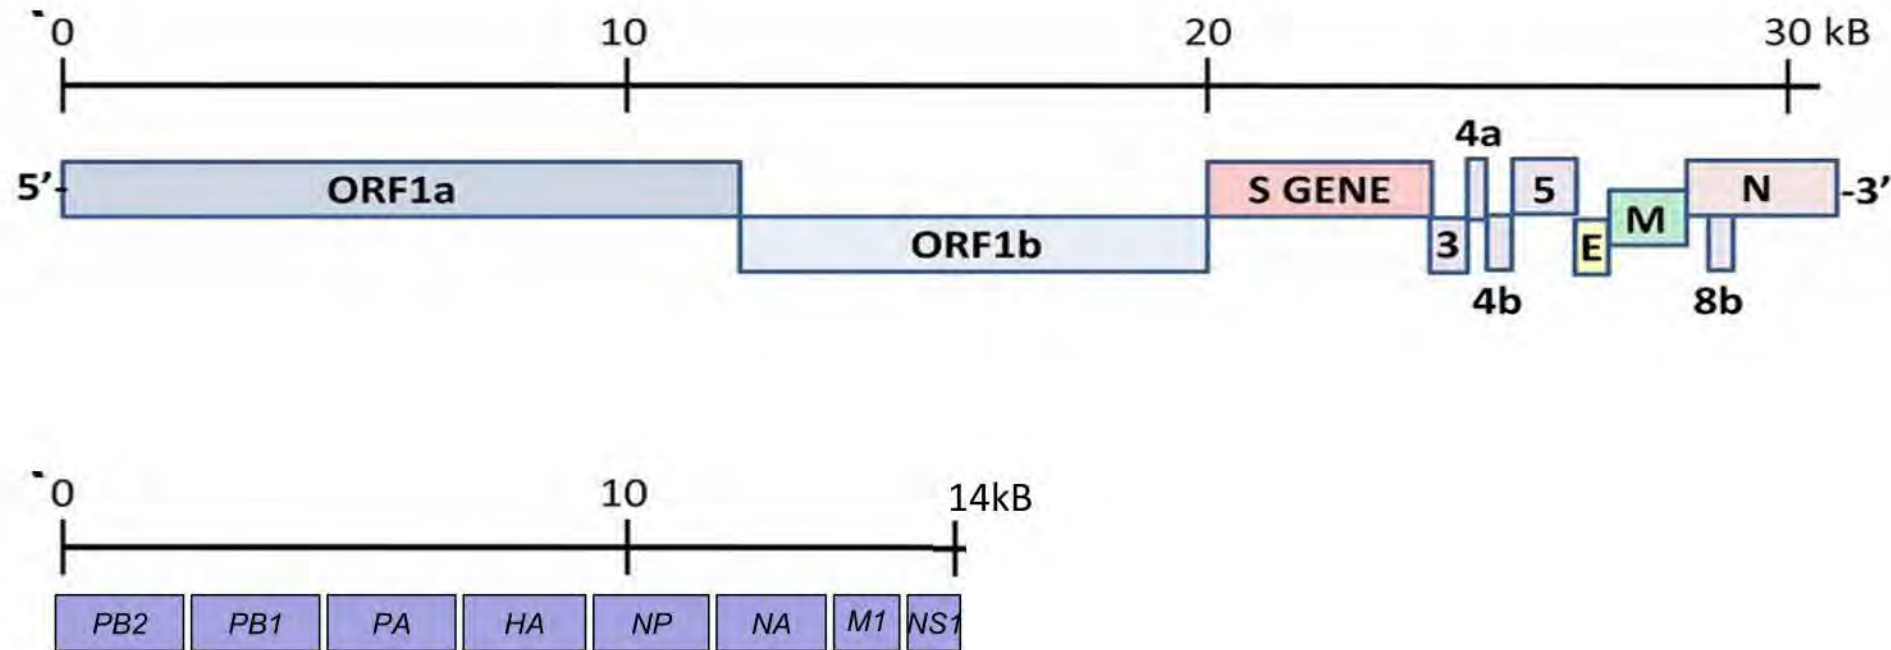 0 10 20 30 kB
4a
5’- ORF1a S GENE 5 M N -3’
ORF1b 3 E
4b 8b
0 10 14kB
PB2 PB1 PA HA NP NA M1 NS1